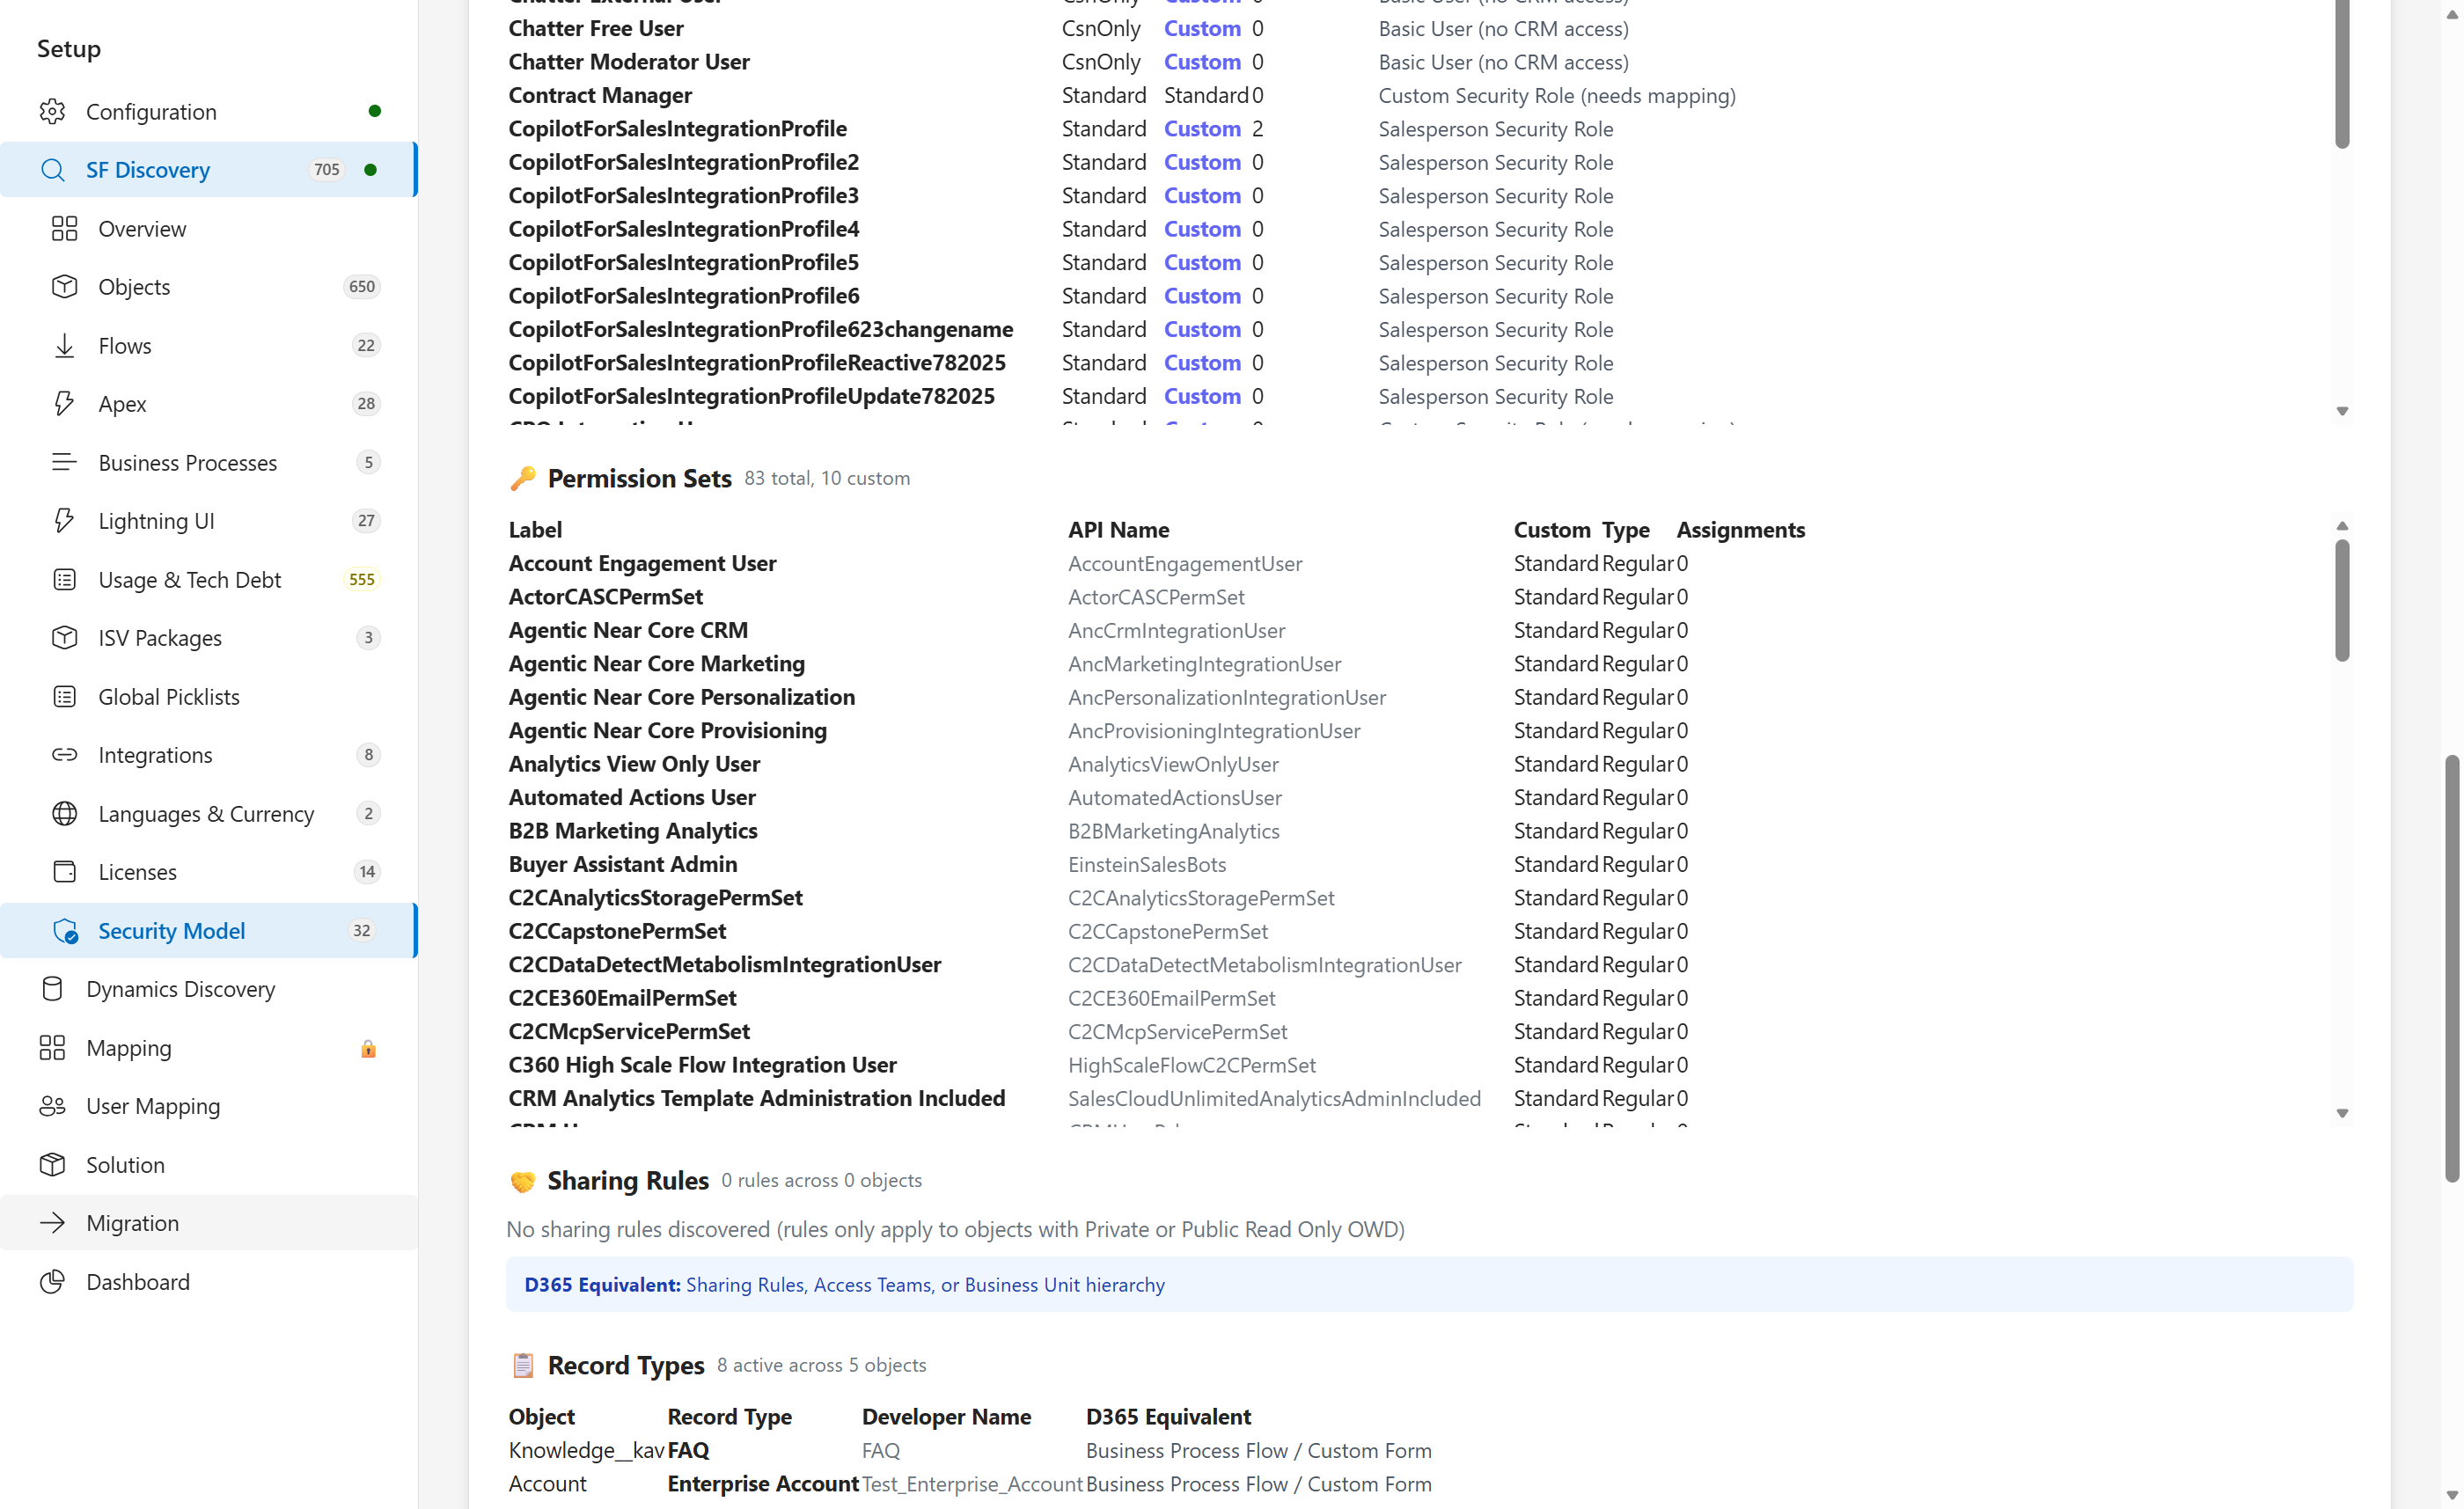 Setup
Configuration
SF Discovery 705
Overview
Objects 650
Flows 22
Apex 28
Business Processes 5
Lightning UI 27
Usage & Tech Debt 555
ISV Packages 3
Global Picklists
Integrations 8
Languages & Currency 2
Licenses 14
Security Model 32
Dynamics Discovery
Mapping
User Mapping
Solution
Migration
Dashboard
Chatter Free User CsnOnly Custom 0 Basic User (no CRM access)
Chatter Moderator User CsnOnly Custom 0 Basic User (no CRM access)
Contract Manager Standard Standard 0 Custom Security Role (needs mapping)
CopilotForSalesIntegrationProfile Standard Custom 2 Salesperson Security Role
CopilotForSalesIntegrationProfile2 Standard Custom 0 Salesperson Security Role
CopilotForSalesIntegrationProfile3 Standard Custom 0 Salesperson Security Role
CopilotForSalesIntegrationProfile4 Standard Custom 0 Salesperson Security Role
CopilotForSalesIntegrationProfile5 Standard Custom 0 Salesperson Security Role
CopilotForSalesIntegrationProfile6 Standard Custom 0 Salesperson Security Role
CopilotForSalesIntegrationProfile623changename Standard Custom 0 Salesperson Security Role
CopilotForSalesIntegrationProfileReactive782025 Standard Custom 0 Salesperson Security Role
CopilotForSalesIntegrationProfileUpdate782025 Standard Custom 0 Salesperson Security Role
Permission Sets 83 total, 10 custom
Label API Name Custom Type Assignments
Account Engagement User AccountEngagementUser Standard Regular 0
ActorCASCPermSet ActorCASCPermSet Standard Regular 0
Agentic Near Core CRM AncCrmIntegrationUser Standard Regular 0
Agentic Near Core Marketing AncMarketingIntegrationUser Standard Regular 0
Agentic Near Core Personalization AncPersonalizationIntegrationUser Standard Regular 0
Agentic Near Core Provisioning AncProvisioningIntegrationUser Standard Regular 0
Analytics View Only User AnalyticsViewOnlyUser Standard Regular 0
Automated Actions User AutomatedActionsUser Standard Regular 0
B2B Marketing Analytics B2BMarketingAnalytics Standard Regular 0
Buyer Assistant Admin EinsteinSalesBots Standard Regular 0
C2CAnalyticsStoragePermSet C2CAnalyticsStoragePermSet Standard Regular 0
C2CCapstonePermSet C2CCapstonePermSet Standard Regular 0
C2CDataDetectMetabolismIntegrationUser C2CDataDetectMetabolismIntegrationUser Standard Regular 0
C2CE360EmailPermSet C2CE360EmailPermSet Standard Regular 0
C2CMcpServicePermSet C2CMcpServicePermSet Standard Regular 0
C360 High Scale Flow Integration User HighScaleFlowC2CPermSet Standard Regular 0
CRM Analytics Template Administration Included SalesCloudUnlimitedAnalyticsAdminIncluded Standard Regular 0
Sharing Rules 0 rules across 0 objects
No sharing rules discovered (rules only apply to objects with Private or Public Read Only OWD)
D365 Equivalent: Sharing Rules, Access Teams, or Business Unit hierarchy
Record Types 8 active across 5 objects
Object Record Type Developer Name D365 Equivalent
Knowledge__kav FAQ FAQ Business Process Flow / Custom Form
Account Enterprise Account Test_Enterprise_Account Business Process Flow / Custom Form